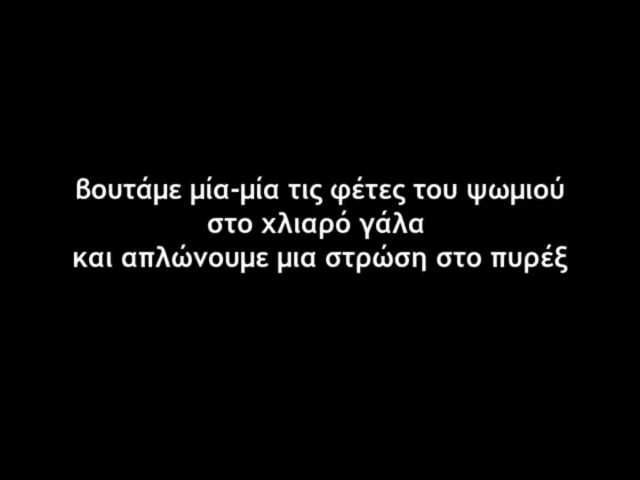 βουτάμε μία-μία τις φέτες του ψωμιού
στο χλιαρό γάλα
και απλώνουμε μια στρώση στο πυρέξ